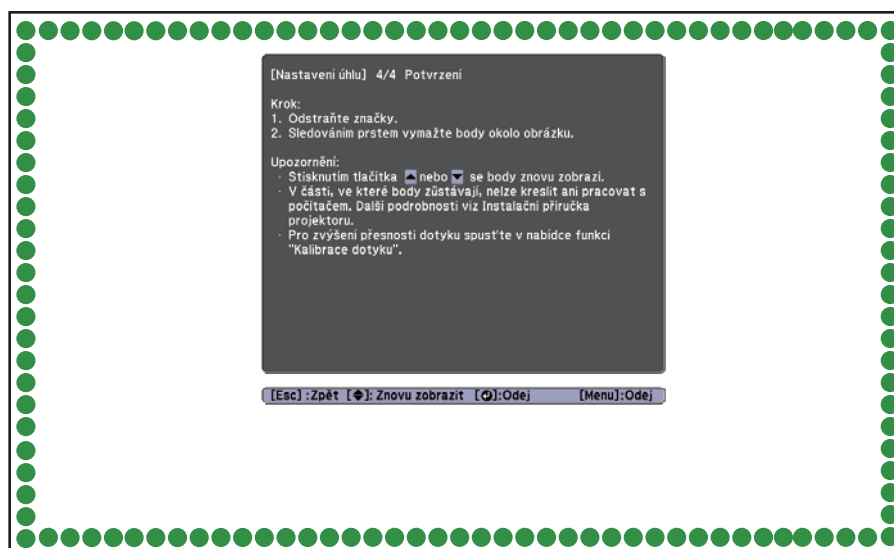 [Nastavení úhlu] 4/4 Potvrzení
Krok:
1. Odstraňte značky.
2. Sledováním prstem vymažte body okolo obrázku.
Upozornění:
· Stisknutím tlačítka ▲ nebo ▼ se body znovu zobrazí.
· V části, ve které body zůstávají, nelze kreslit ani pracovat s
počítačem. Další podrobnosti viz Instalační příručka
projektoru.
· Pro zvýšení přesnosti dotyku spusťte v nabídce funkci
"Kalibrace dotyku".
[Esc] :Zpět [◆]: Znovu zobrazit [⏎]:Odej [Menu]:Odej